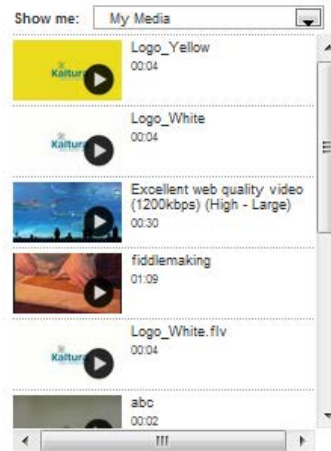 Show me: My Media
Kaltura
Logo_Yellow
00:04
Kaltura
Logo_White
00:04
Excellent web quality video
(1200kbps) (High - Large)
00:30
fiddlemaking
01:09
Kaltura
Logo_White.flv
00:04
abc
00:02